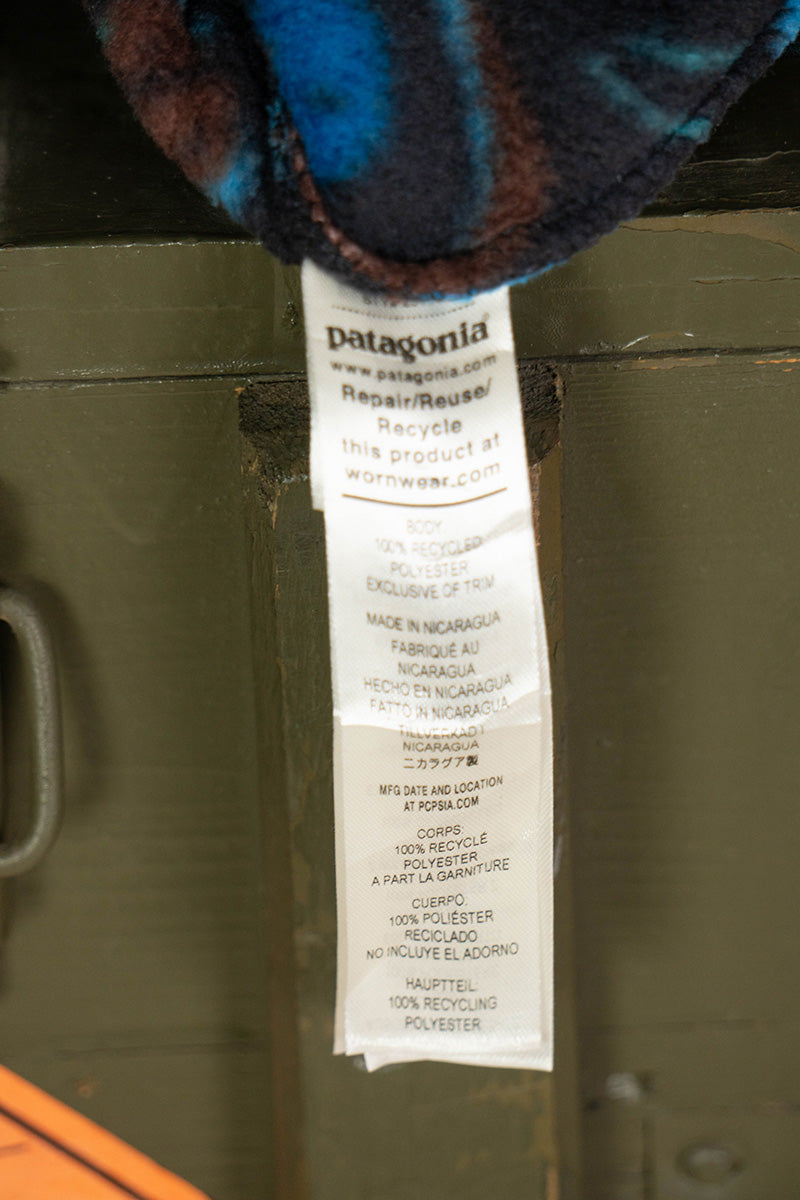 patagonia®
www.patagonia.com
Repair/Reuse/
Recycle
this product at
wornwear.com
BODY:
100% RECYCLED
POLYESTER
EXCLUSIVE OF TRIM
MADE IN NICARAGUA
FABRIQUÉ AU
NICARAGUA
HECHO EN NICARAGUA
FATTO IN NICARAGUA
TILLVERKAD I
NICARAGUA
ニカラグア製
MFG DATE AND LOCATION
AT PCPSIA.COM
CORPS:
100% RECYCLÉ
POLYESTER
A PART LA GARNITURE
CUERPO:
100% POLIÉSTER
RECICLADO
NO INCLUYE EL ADORNO
HAUPTTEIL:
100% RECYCLING
POLYESTER